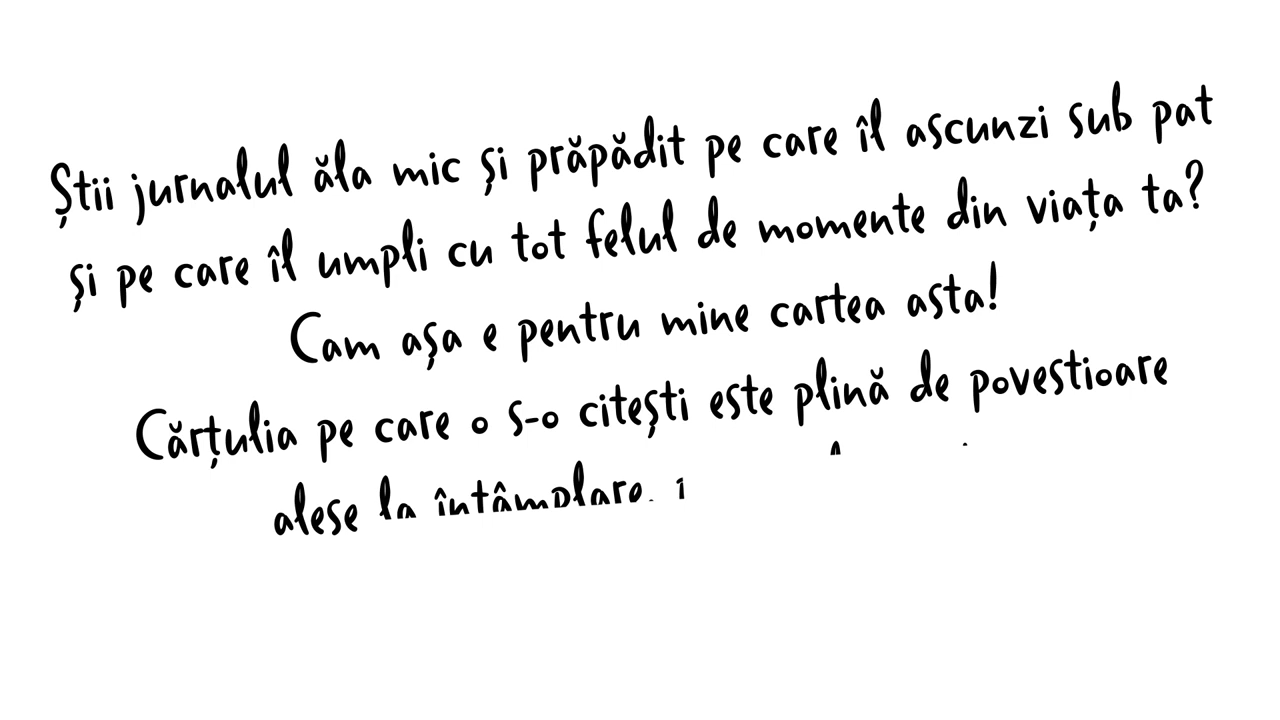 Știi jurnalul ăla mic și prăpădit pe care îl ascunzi sub pat
și pe care îl umpli cu tot felul de momente din viața ta?
Cam așa e pentru mine cartea asta!
Cărțulia pe care o s-o citești este plină de povestioare
alese la întâmplare,